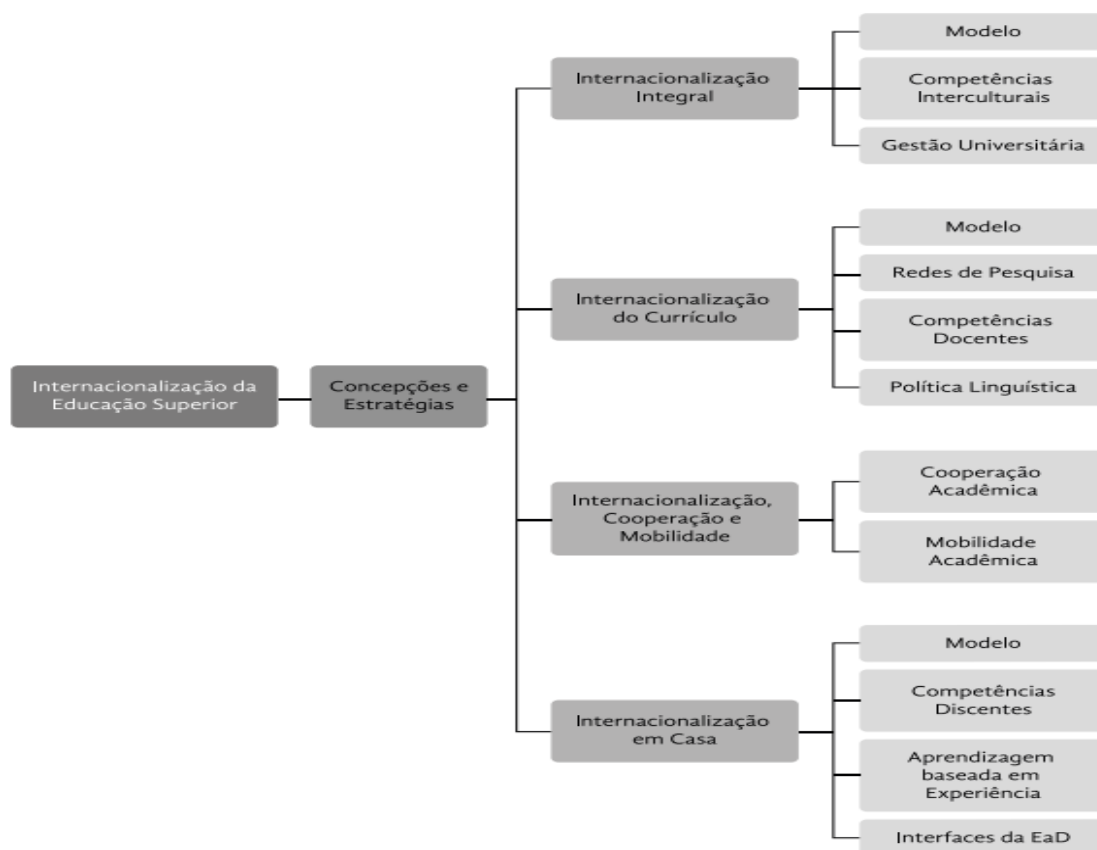 Internacionalização da
Educação Superior
Concepções e
Estratégias
Internacionalização
Integral
Modelo
Competências
Interculturais
Gestão Universitária
Internacionalização
do Currículo
Modelo
Redes de Pesquisa
Competências
Docentes
Política Linguística
Internacionalização,
Cooperação e
Mobilidade
Cooperação
Acadêmica
Mobilidade
Acadêmica
Internacionalização
em Casa
Modelo
Competências
Discentes
Aprendizagem
baseada em
Experiência
Interfaces da EaD